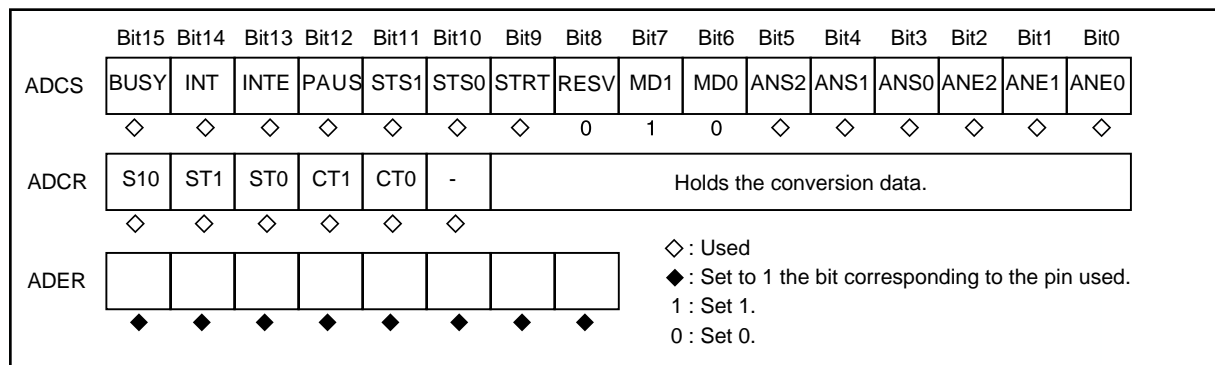 Bit15 Bit14 Bit13 Bit12 Bit11 Bit10 Bit9 Bit8 Bit7 Bit6 Bit5 Bit4 Bit3 Bit2 Bit1 Bit0
ADCS BUSY INT INTE PAUS STS1 STS0 STRT RESV MD1 MD0 ANS2 ANS1 ANS0 ANE2 ANE1 ANE0
◇ ◇ ◇ ◇ ◇ ◇ ◇ 0 1 0 ◇ ◇ ◇ ◇ ◇ ◇
ADCR S10 ST1 ST0 CT1 CT0 - Holds the conversion data.
◇ ◇ ◇ ◇ ◇ ◇
ADER
◆ ◆ ◆ ◆ ◆ ◆ ◆ ◆
◇ : Used
◆ : Set to 1 the bit corresponding to the pin used.
1 : Set 1.
0 : Set 0.